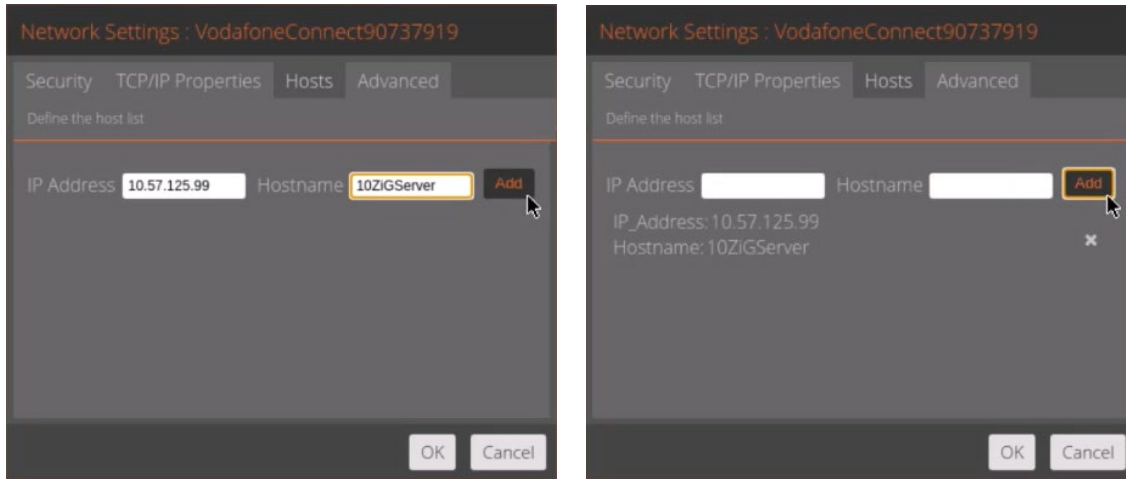 Network Settings : VodafoneConnect90737919
Security TCP/IP Properties Hosts Advanced
Define the host list
IP Address 10.57.125.99 Hostname 10ZiGServer Add
OK Cancel
Network Settings : VodafoneConnect90737919
Security TCP/IP Properties Hosts Advanced
Define the host list
IP Address Hostname Add
IP_Address: 10.57.125.99
Hostname: 10ZiGServer
OK Cancel